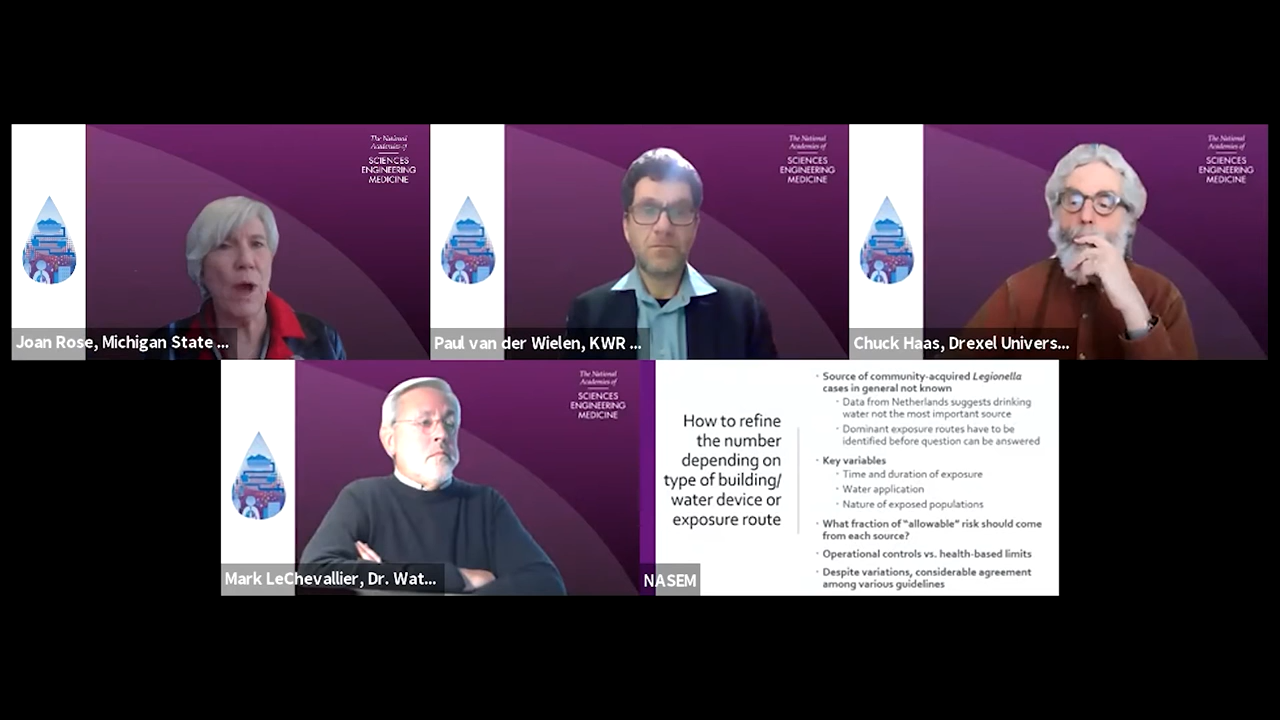 The National
Academies of
SCIENCES
ENGINEERING
MEDICINE
Joan Rose, Michigan State ...
The National
Academies of
SCIENCES
ENGINEERING
MEDICINE
Paul van der Wielen, KWR ...
The National
Academies of
SCIENCES
ENGINEERING
MEDICINE
Chuck Haas, Drexel Univers...
The National
Academies of
SCIENCES
ENGINEERING
MEDICINE
Mark LeChevallier, Dr. Wat...
How to refine
the number
depending on
type of building/
water device or
exposure route
· Source of community-acquired Legionella
cases in general not known
· Data from Netherlands suggests drinking
water not the most important source
· Dominant exposure routes have to be
identified before question can be answered
· Key variables
· Time and duration of exposure
· Water application
· Nature of exposed populations
· What fraction of "allowable" risk should come
from each source?
· Operational controls vs. health-based limits
· Despite variations, considerable agreement
among various guidelines
NASEM